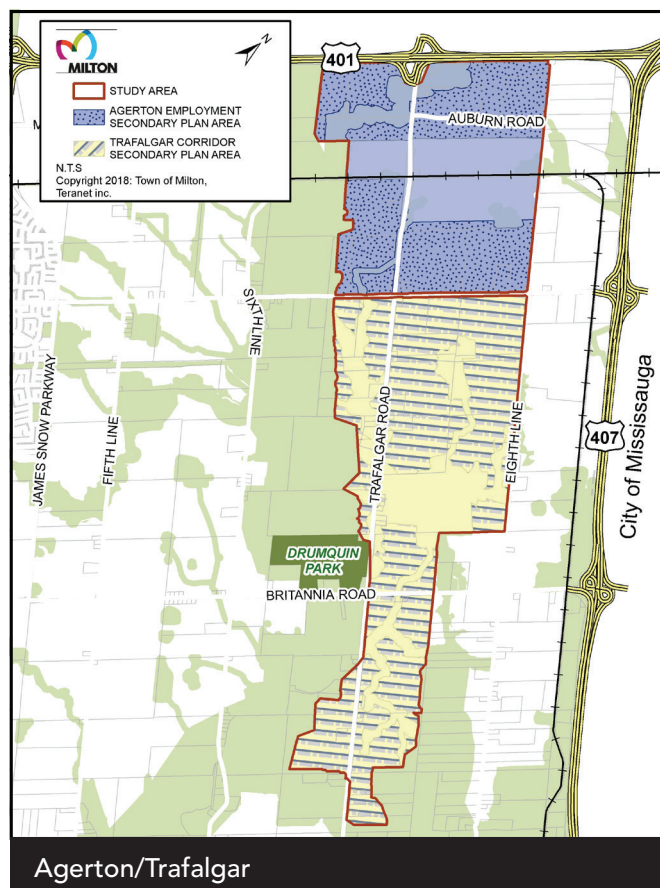 MILTON
N
STUDY AREA
AGERTON EMPLOYMENT
SECONDARY PLAN AREA
TRAFALGAR CORRIDOR
SECONDARY PLAN AREA
N.T.S
Copyright 2018: Town of Milton,
Teranet inc.
401
AUBURN ROAD
SIXTH LINE
JAMES SNOW PARKWAY
FIFTH LINE
TRAFALGAR ROAD
EIGHTH LINE
407
City of Mississauga
DRUMQUIN
PARK
BRITANNIA ROAD
Agerton/Trafalgar